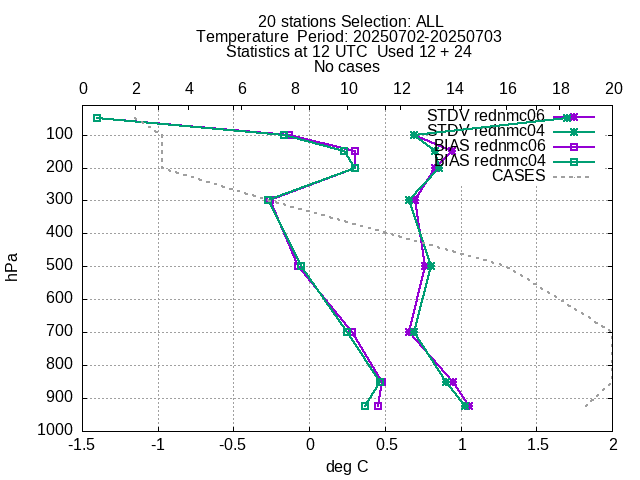 20 stations Selection: ALL
Temperature  Period: 20250702-20250703
Statistics at 12 UTC  Used 12 + 24
No cases
0 2 4 6 8 10 12 14 16 18 20
STDV rednmc06
STDV rednmc04
BIAS rednmc06
BIAS rednmc04
CASES
100
200
300
400
500
600
700
800
900
1000
hPa
-1.5 -1 -0.5 0 0.5 1 1.5 2
deg C